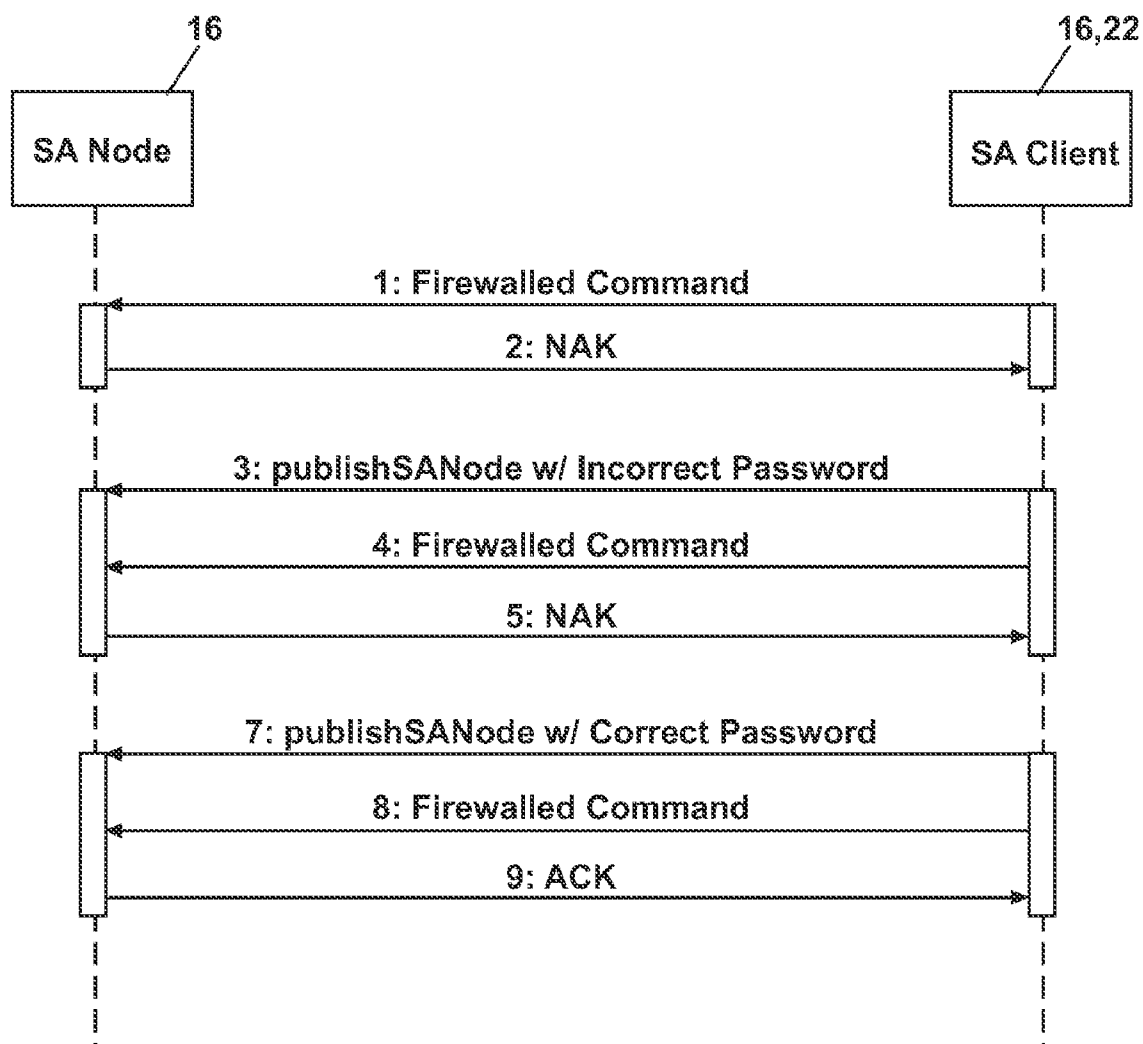 16
16,22
SA Node
SA Client
1: Firewalled Command
2: NAK
3: publishSANode w/ Incorrect Password
4: Firewalled Command
5: NAK
7: publishSANode w/ Correct Password
8: Firewalled Command
9: ACK